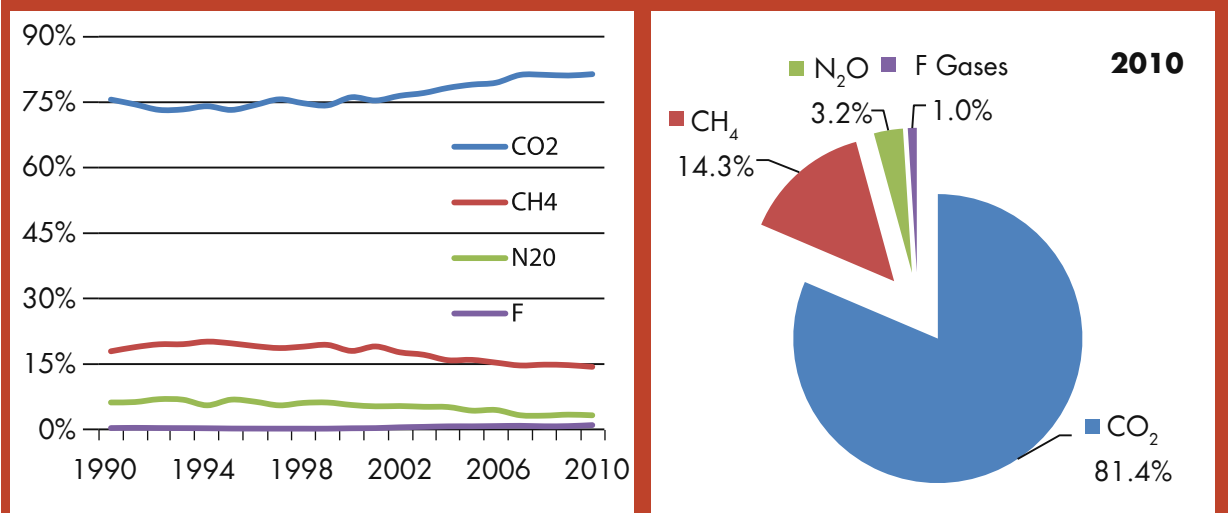 90%
75%
60%
45%
30%
15%
0%
CO2
CH4
N20
F
1990 1994 1998 2002 2006 2010
2010
N₂O F Gases
3.2% 1.0%
CH₄
14.3%
CO₂
81.4%